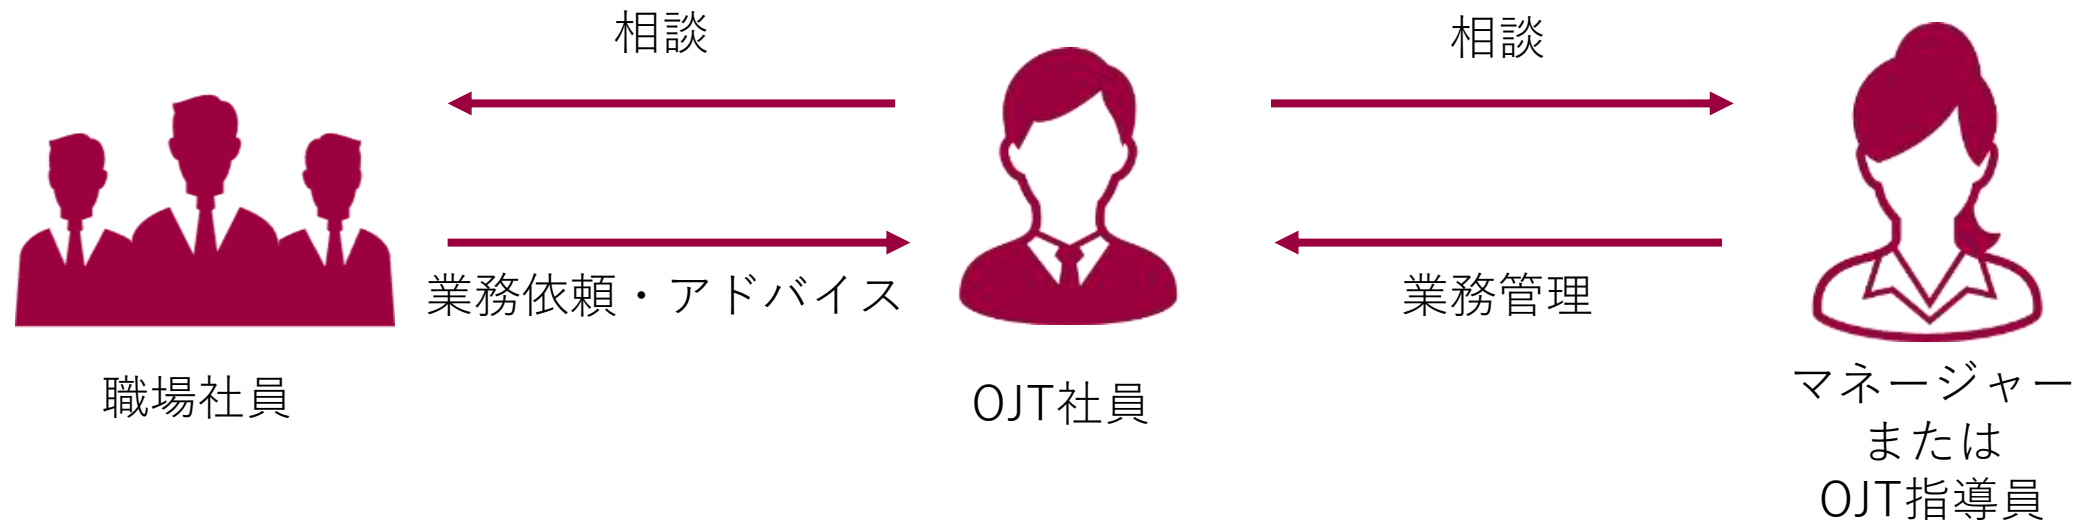 相談
相談
業務依頼・アドバイス
業務管理
職場社員
OJT社員
マネージャー
または
OJT指導員